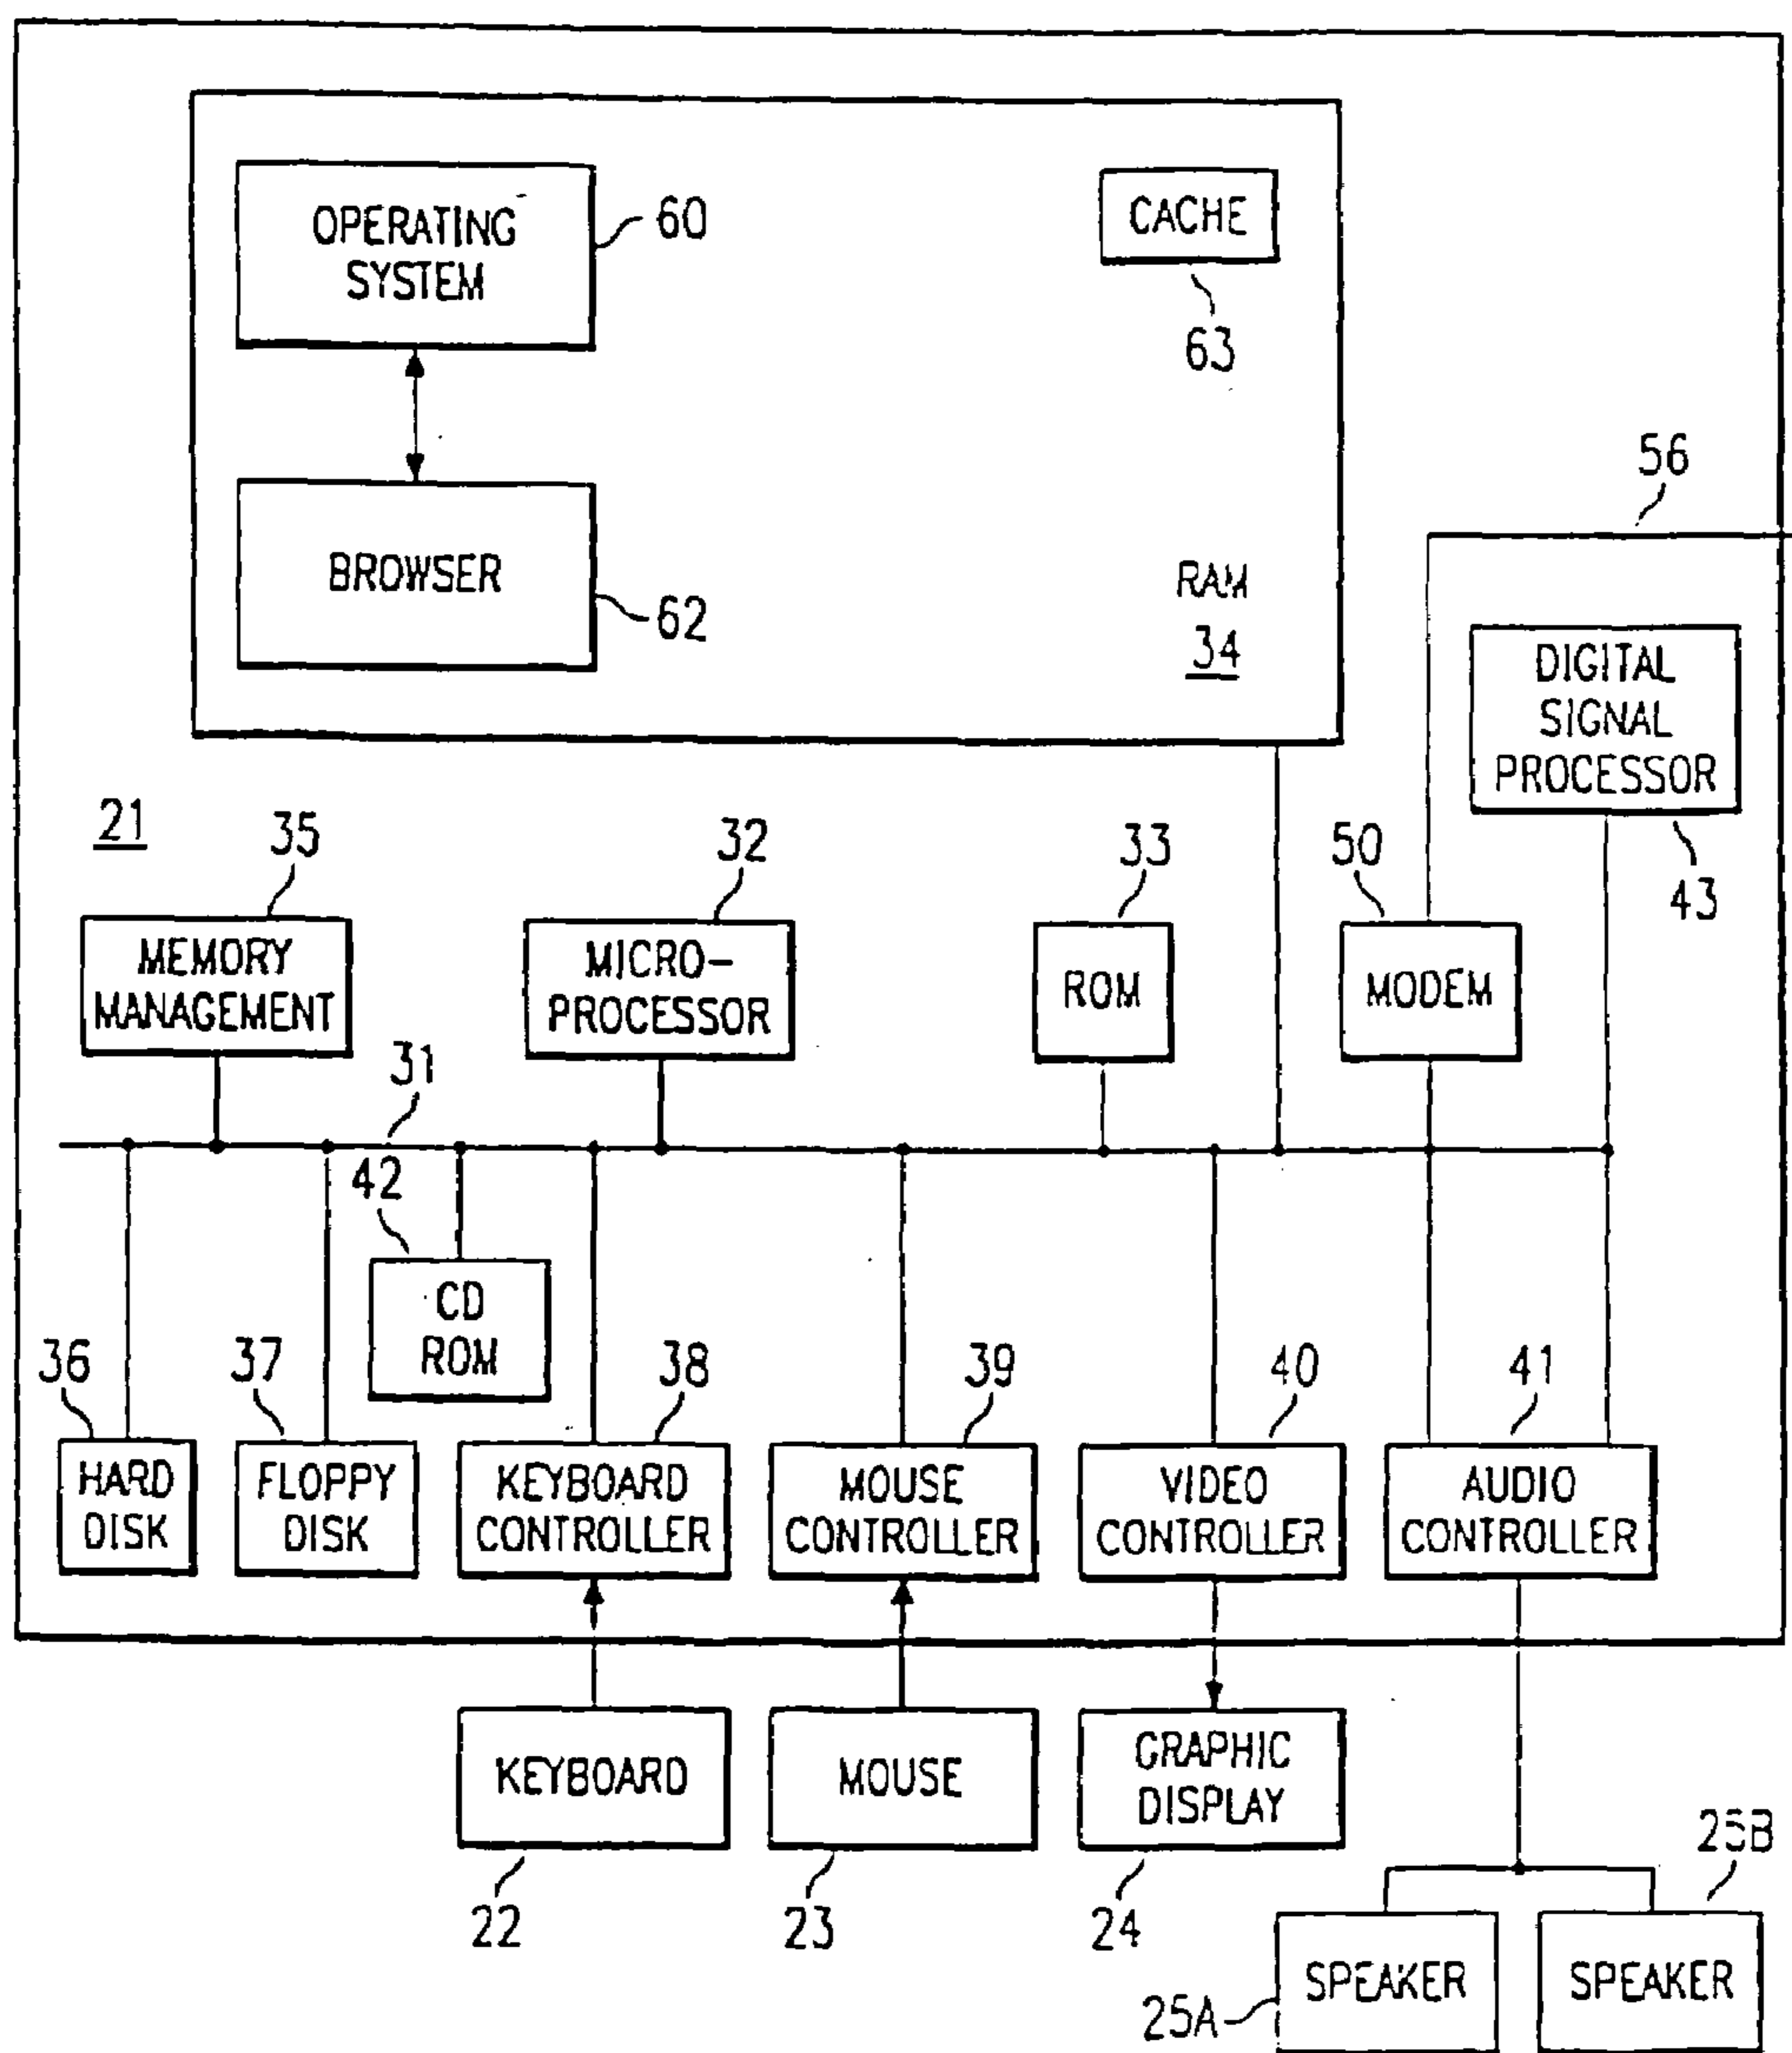 OPERATING
SYSTEM
60
CACHE
63
BROWSER
62
RAM
34
56
DIGITAL
SIGNAL
PROCESSOR
43
21
35
32
33
50
MEMORY
MANAGEMENT
MICRO-
PROCESSOR
ROM
MODEM
31
42
CD
ROM
36
37
38
39
40
41
HARD
DISK
FLOPPY
DISK
KEYBOARD
CONTROLLER
MOUSE
CONTROLLER
VIDEO
CONTROLLER
AUDIO
CONTROLLER
KEYBOARD
MOUSE
GRAPHIC
DISPLAY
22
23
24
25B
SPEAKER
25A
SPEAKER